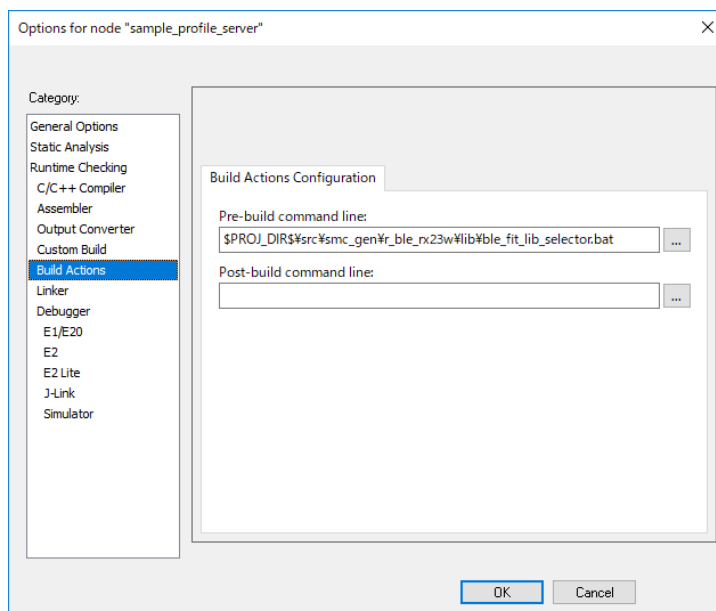 Options for node "sample_profile_server"
Category:
General Options
Static Analysis
Runtime Checking
C/C++ Compiler
Assembler
Output Converter
Custom Build
Build Actions
Linker
Debugger
E1/E20
E2
E2 Lite
J-Link
Simulator
Build Actions Configuration
Pre-build command line:
$PROJ_DIR$¥src¥smc_gen¥r_ble_rx23w¥lib¥ble_fit_lib_selector.bat
...
Post-build command line:
...
OK
Cancel